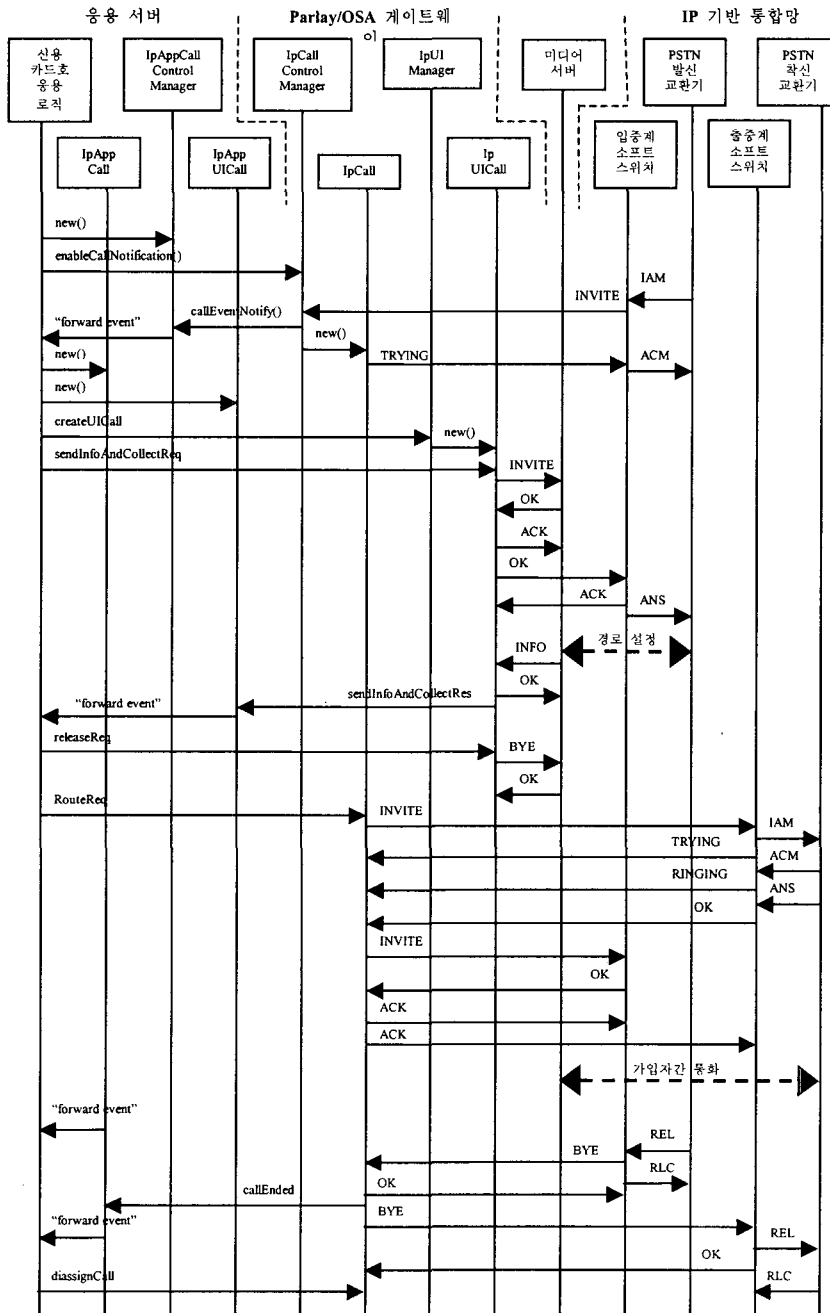 응용 서버
Parlay/OSA 게이트웨
이
IP 기반 통합망
신용
카드호
응용
로직
IpAppCall
Control
Manager
IpCall
Control
Manager
IpUI
Manager
미디어
서버
PSTN
발신
교환기
PSTN
착신
교환기
IpApp
Call
IpApp
UICall
IpCall
Ip
UICall
입중계
소프트
스위치
출중계
소프트
스위치
new()
enableCallNotification()
IAM
INVITE
callEventNotify()
"forward event"
new()
new()
TRYING
ACM
new()
createUICall
new()
sendInfoAndCollectReq
INVITE
OK
ACK
OK
ACK
ANS
경로 설정
INFO
OK
sendInfoAndCollectRes
"forward event"
releaseReq
BYE
OK
RouteReq
INVITE
IAM
TRYING
ACM
RINGING
ANS
OK
INVITE
OK
ACK
ACK
가입자간 통화
"forward event"
REL
BYE
RLC
OK
callEnded
BYE
"forward event"
REL
OK
diassignCall
RLC